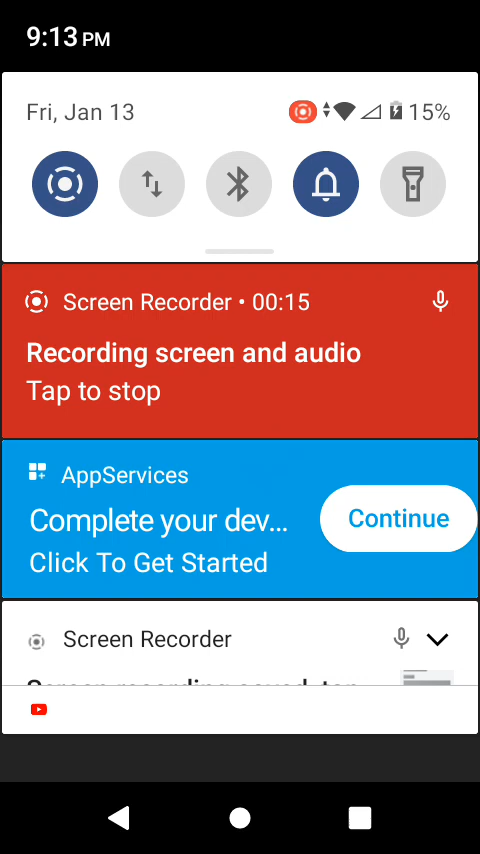 9:13 PM
Fri, Jan 13
15%
Screen Recorder • 00:15
Recording screen and audio
Tap to stop
AppServices
Complete your dev...
Continue
Click To Get Started
Screen Recorder